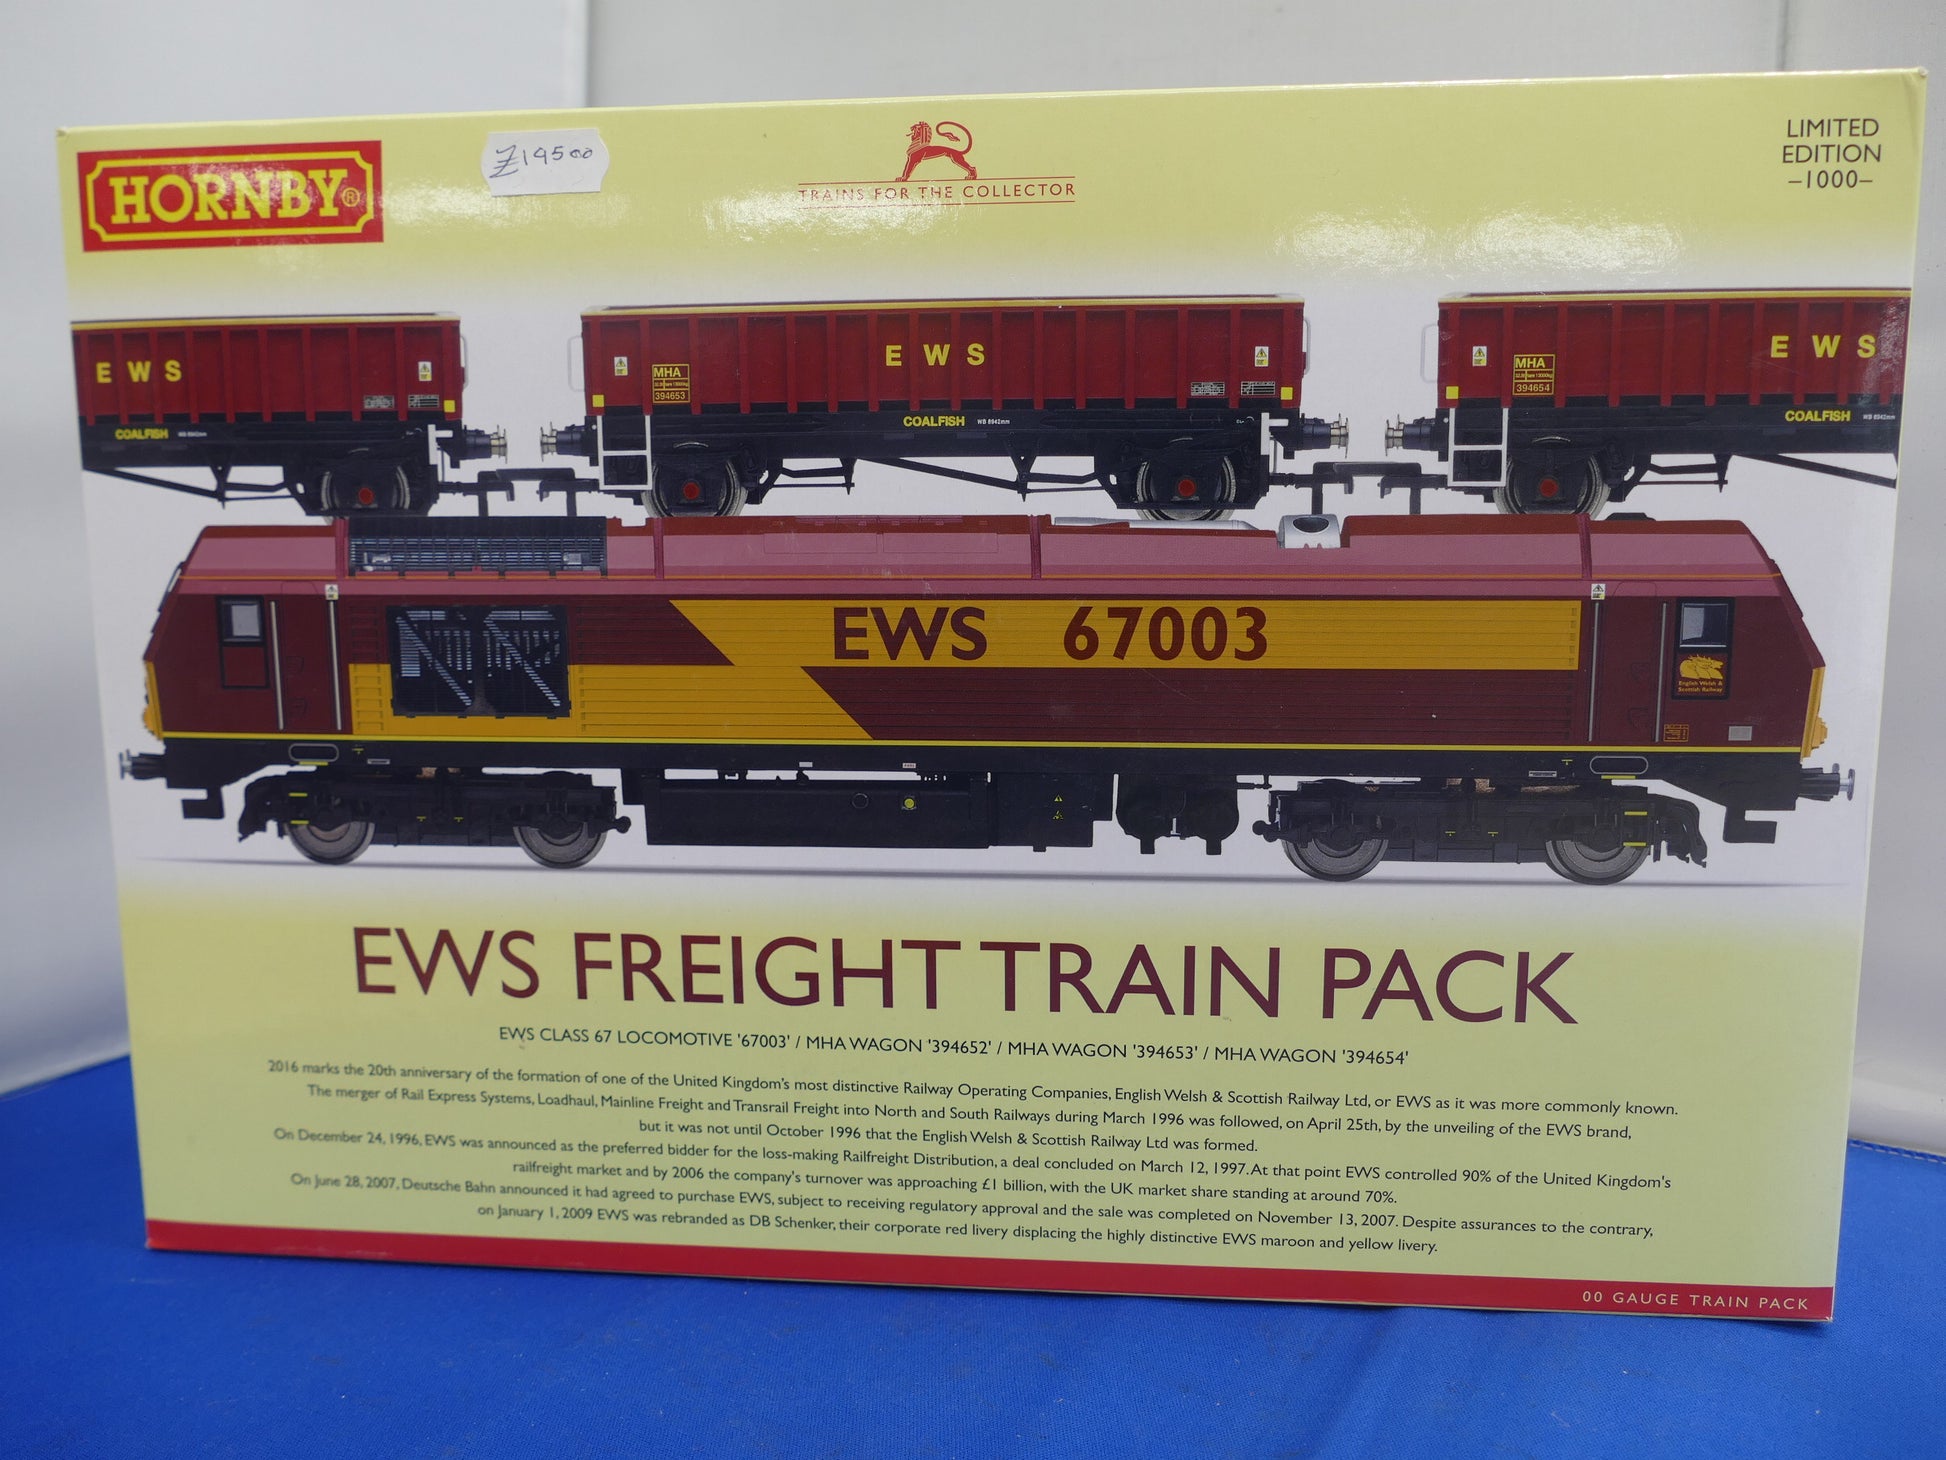 HORNBY®
£195 00
TRAINS FOR THE COLLECTOR
LIMITED
EDITION
–1000–
EWS
COALFISH
MHA
394653
EWS
COALFISH WB 8942mm
MHA
394654
EWS
COALFISH
EWS 67003
English Welsh &
Scottish Railway
EWS FREIGHT TRAIN PACK
EWS CLASS 67 LOCOMOTIVE '67003' / MHA WAGON '394652' / MHA WAGON '394653' / MHA WAGON '394654'
2016 marks the 20th anniversary of the formation of one of the United Kingdom's most distinctive Railway Operating Companies, English Welsh & Scottish Railway Ltd, or EWS as it was more commonly known.
The merger of Rail Express Systems, Loadhaul, Mainline Freight and Transrail Freight into North and South Railways during March 1996 was followed, on April 25th, by the unveiling of the EWS brand,
but it was not until October 1996 that the English Welsh & Scottish Railway Ltd was formed.
On December 24, 1996, EWS was announced as the preferred bidder for the loss-making Railfreight Distribution, a deal concluded on March 12, 1997. At that point EWS controlled 90% of the United Kingdom's
railfreight market and by 2006 the company's turnover was approaching £1 billion, with the UK market share standing at around 70%.
On June 28, 2007, Deutsche Bahn announced it had agreed to purchase EWS, subject to receiving regulatory approval and the sale was completed on November 13, 2007. Despite assurances to the contrary,
on January 1, 2009 EWS was rebranded as DB Schenker, their corporate red livery displacing the highly distinctive EWS maroon and yellow livery.
00 GAUGE TRAIN PACK